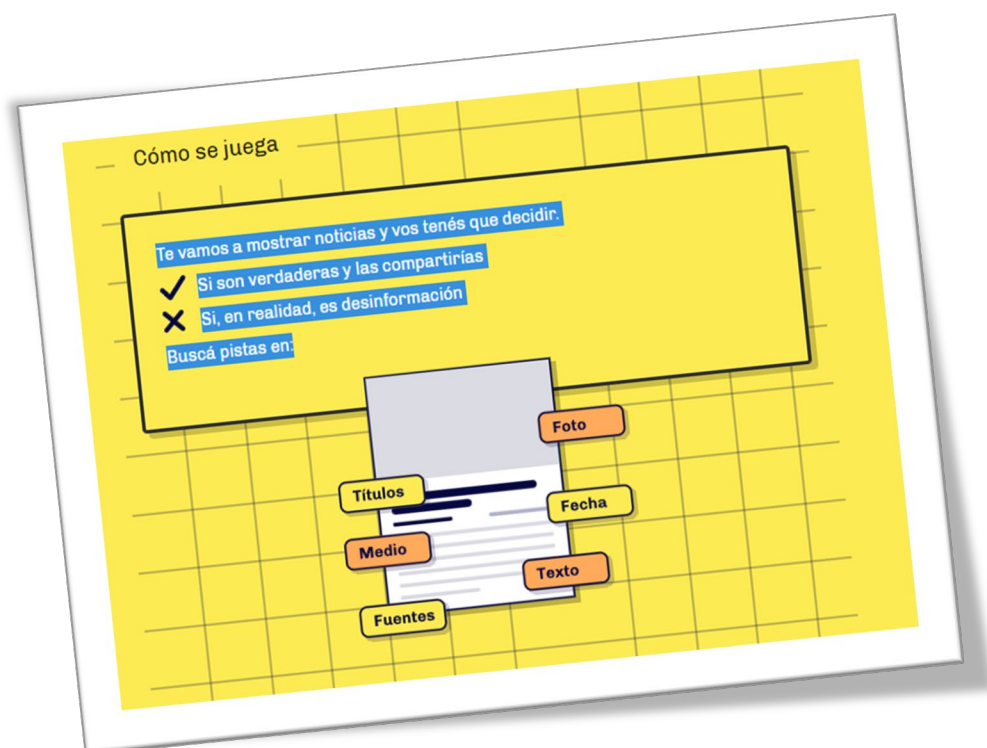 Cómo se juega
Te vamos a mostrar noticias y vos tenés que decidir.
Si son verdaderas y las compartirías
Si, en realidad, es desinformación
Buscá pistas en:
Foto
Títulos
Fecha
Medio
Texto
Fuentes